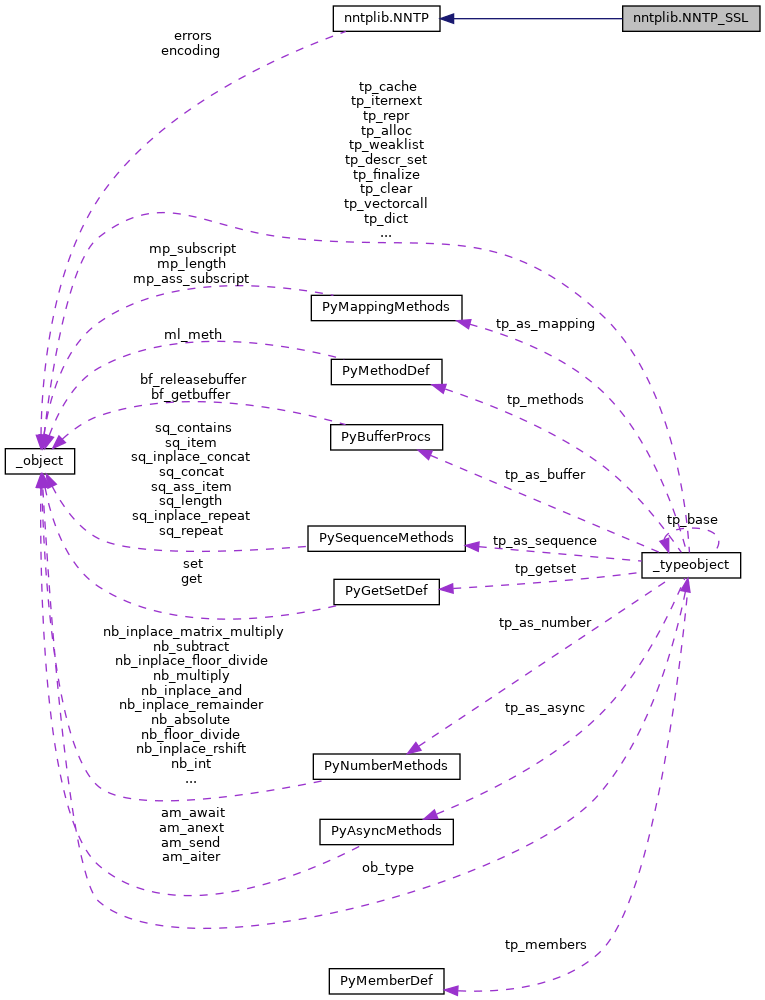 nntplib.NNTP
nntplib.NNTP_SSL
errors
encoding
tp_cache
tp_iternext
tp_repr
tp_alloc
tp_weaklist
tp_descr_set
tp_finalize
tp_clear
tp_vectorcall
tp_dict
...
mp_subscript
mp_length
mp_ass_subscript
PyMappingMethods
tp_as_mapping
ml_meth
PyMethodDef
tp_methods
bf_releasebuffer
bf_getbuffer
PyBufferProcs
_object
sq_contains
sq_item
sq_inplace_concat
sq_concat
sq_ass_item
sq_length
sq_inplace_repeat
sq_repeat
tp_as_buffer
PySequenceMethods
tp_as_sequence
tp_base
_typeobject
set
get
PyGetSetDef
tp_getset
tp_as_number
nb_inplace_matrix_multiply
nb_subtract
nb_inplace_floor_divide
nb_multiply
nb_inplace_and
nb_inplace_remainder
nb_absolute
nb_floor_divide
nb_inplace_rshift
nb_int
...
PyNumberMethods
tp_as_async
am_await
am_anext
am_send
am_aiter
PyAsyncMethods
ob_type
tp_members
PyMemberDef